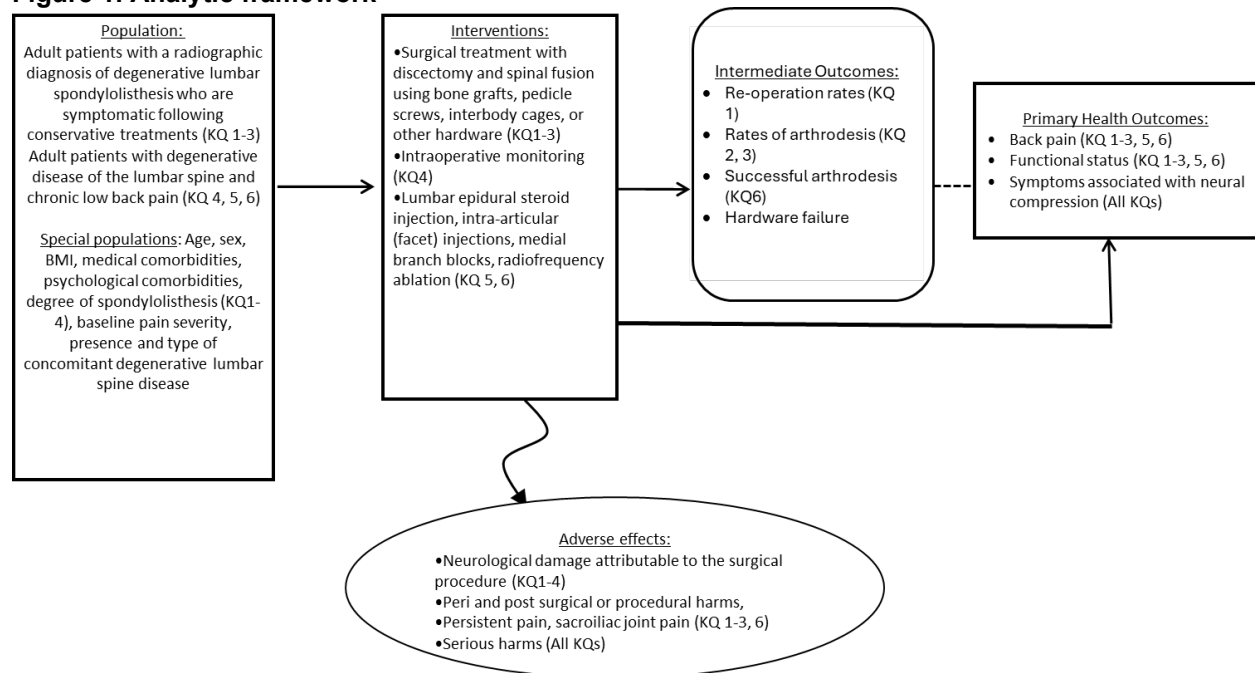 Figure 1. Analytic framework
Population:
Adult patients with a radiographic
diagnosis of degenerative lumbar
spondylolisthesis who are
symptomatic following
conservative treatments (KQ 1-3)
Adult patients with degenerative
disease of the lumbar spine and
chronic low back pain (KQ 4, 5, 6)
Special populations: Age, sex,
BMI, medical comorbidities,
psychological comorbidities,
degree of spondylolisthesis (KQ1-
4), baseline pain severity,
presence and type of
concomitant degenerative lumbar
spine disease
Interventions:
•Surgical treatment with
discectomy and spinal fusion
using bone grafts, pedicle
screws, interbody cages, or
other hardware (KQ1-3)
•Intraoperative monitoring
(KQ4)
•Lumbar epidural steroid
injection, intra-articular
(facet) injections, medial
branch blocks, radiofrequency
ablation (KQ 5, 6)
Intermediate Outcomes:
• Re-operation rates (KQ
1)
• Rates of arthrodesis (KQ
2, 3)
• Successful arthrodesis
(KQ6)
• Hardware failure
Primary Health Outcomes:
• Back pain (KQ 1-3, 5, 6)
• Functional status (KQ 1-3, 5, 6)
• Symptoms associated with neural
compression (All KQs)
Adverse effects:
•Neurological damage attributable to the surgical
procedure (KQ1-4)
•Peri and post surgical or procedural harms,
•Persistent pain, sacroiliac joint pain (KQ 1-3, 6)
•Serious harms (All KQs)